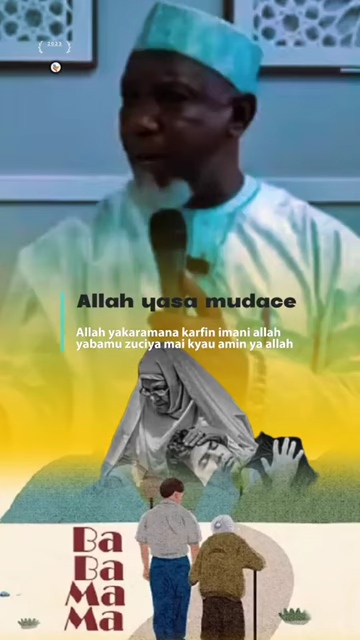 2023
Allah yasa mudace
Allah yakaramana karfin imani allah
yabamu zuciya mai kyau amin ya allah
Ba
Ba
Ma
Ma